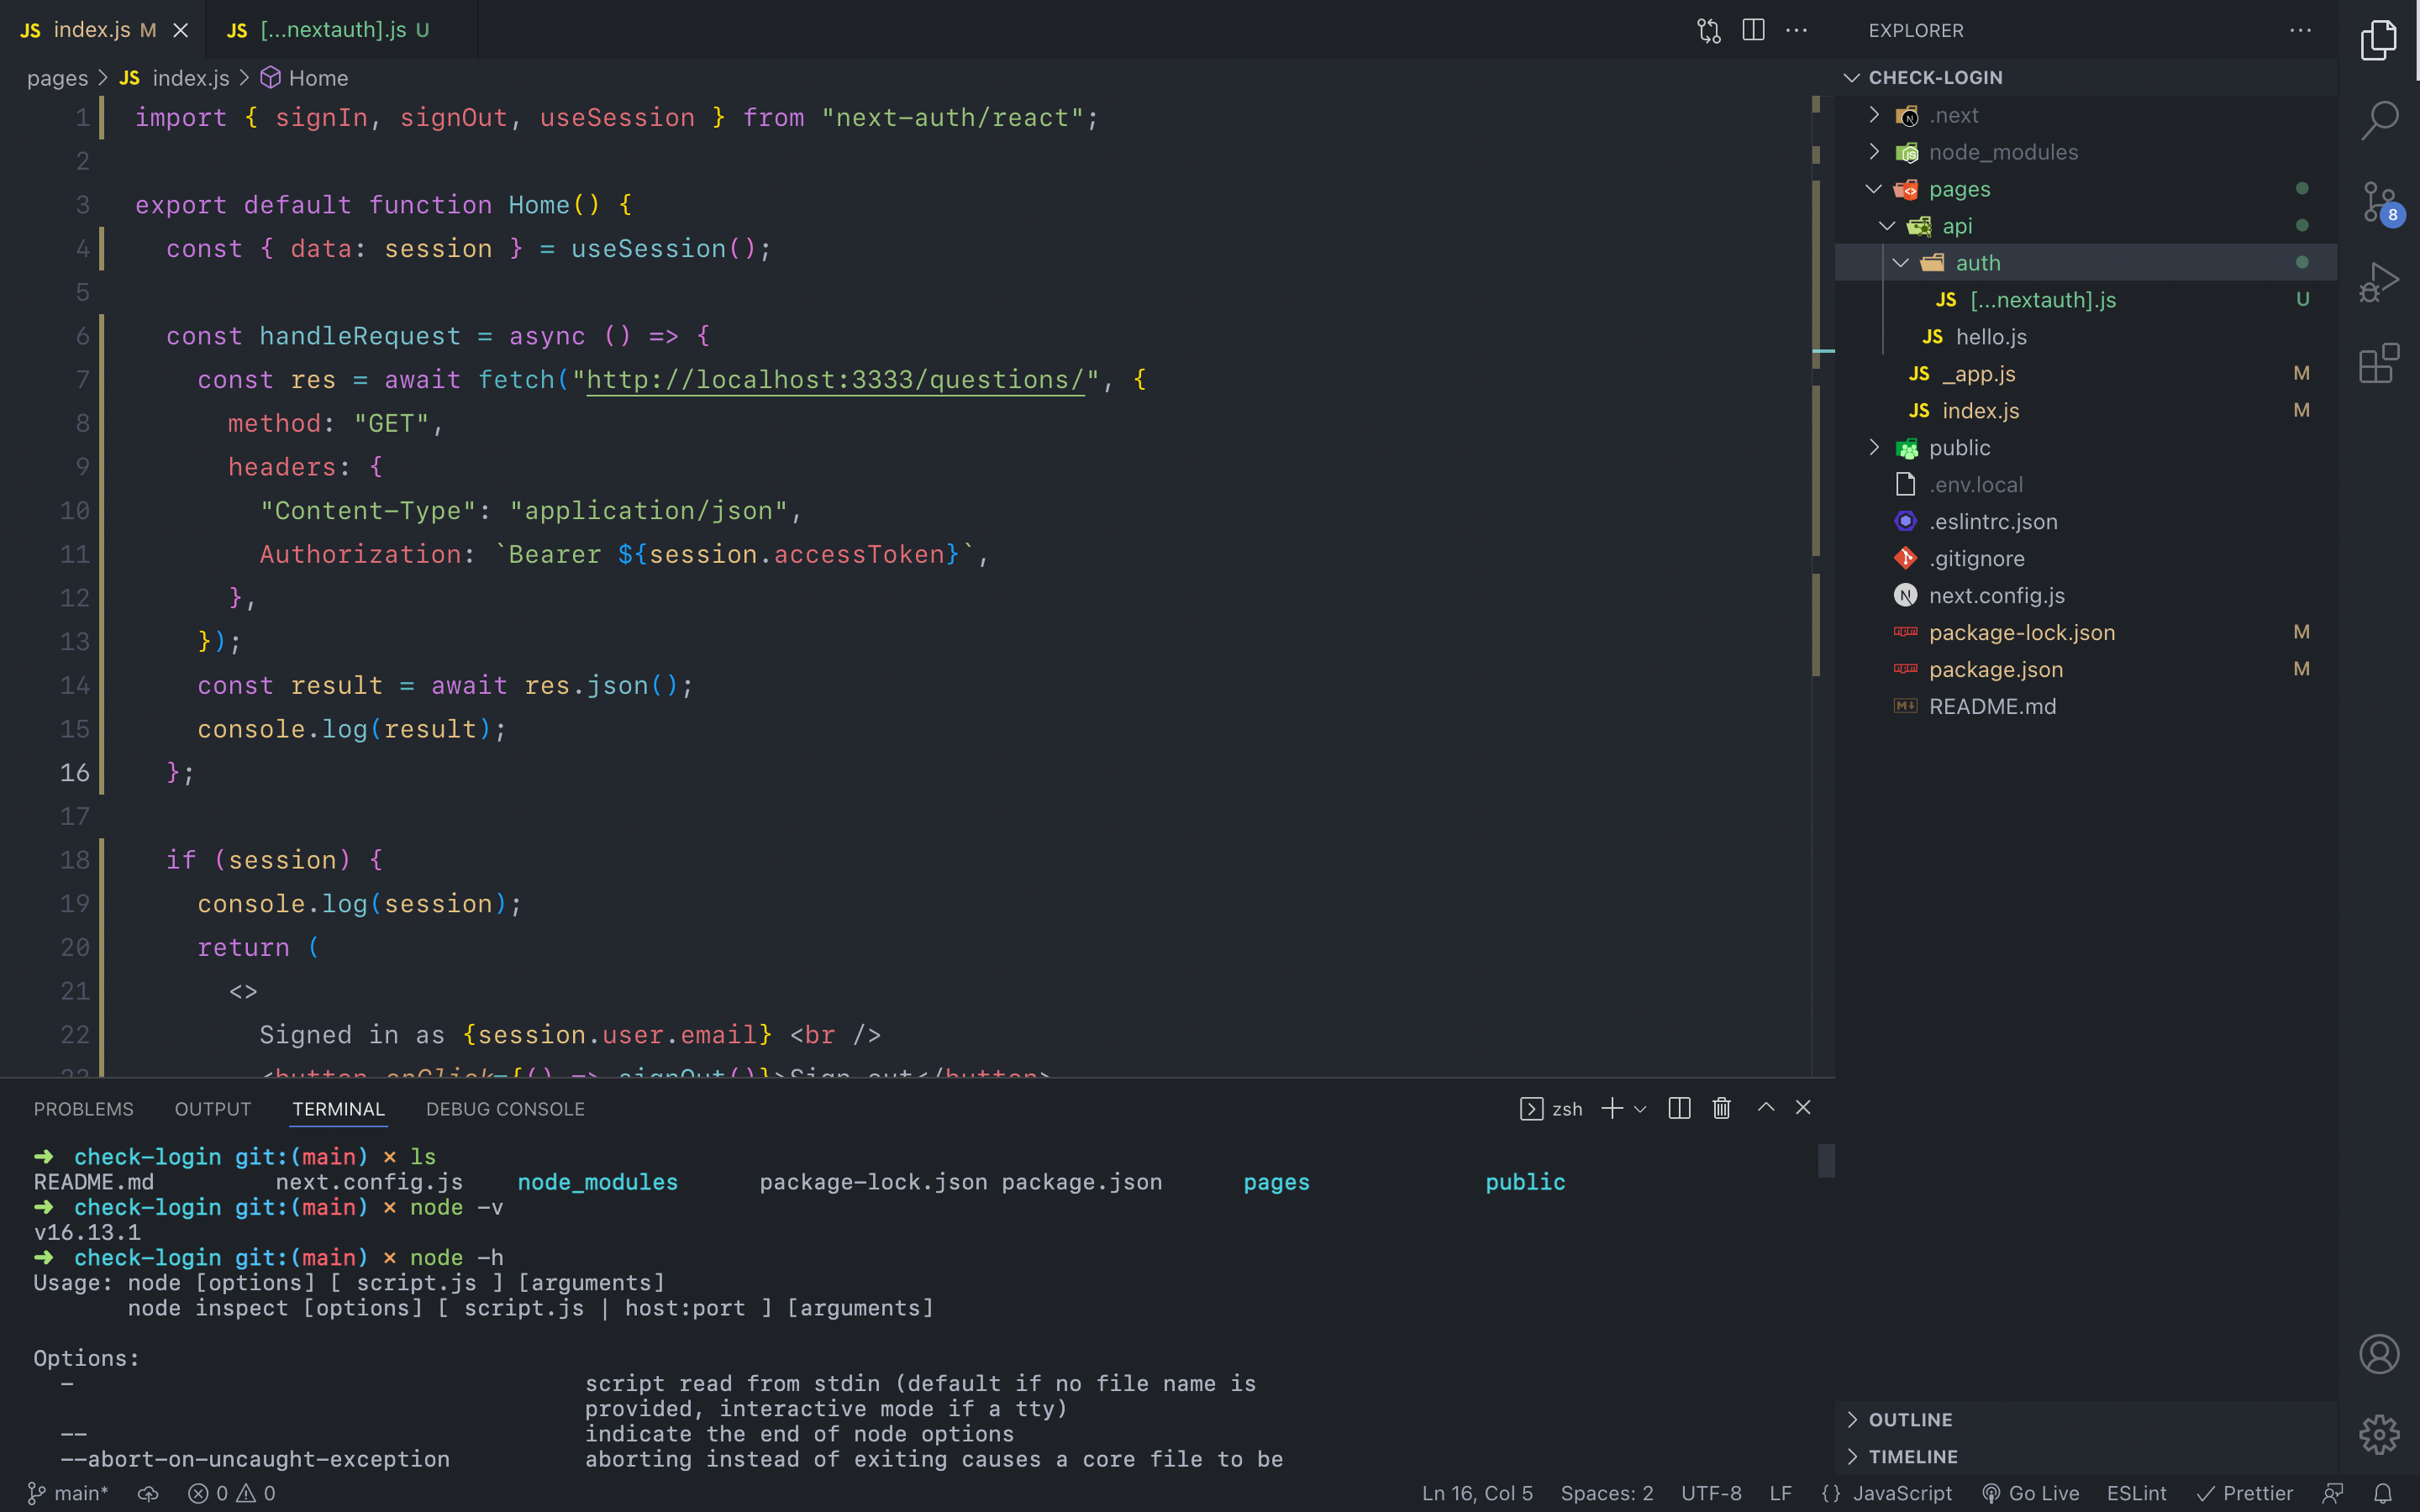 JS index.js M
JS [...nextauth].js U
pages > JS index.js > Home
1 import { signIn, signOut, useSession } from "next-auth/react";
2
3 export default function Home() {
4 const { data: session } = useSession();
5
6 const handleRequest = async () => {
7 const res = await fetch("http://localhost:3333/questions/", {
8 method: "GET",
9 headers: {
10 "Content-Type": "application/json",
11 Authorization: `Bearer ${session.accessToken}`,
12 },
13 });
14 const result = await res.json();
15 console.log(result);
16 };
17
18 if (session) {
19 console.log(session);
20 return (
21 <>
22 Signed in as {session.user.email} <br />
23 <button onClick={() => signOut()}>Sign out</button>
PROBLEMS OUTPUT TERMINAL DEBUG CONSOLE
zsh
➜ check-login git:(main) × ls
README.md next.config.js node_modules package-lock.json package.json pages public
➜ check-login git:(main) × node -v
v16.13.1
➜ check-login git:(main) × node -h
Usage: node [options] [ script.js ] [arguments]
node inspect [options] [ script.js | host:port ] [arguments]
Options:
- script read from stdin (default if no file name is
provided, interactive mode if a tty)
-- indicate the end of node options
--abort-on-uncaught-exception aborting instead of exiting causes a core file to be
EXPLORER
CHECK-LOGIN
.next
node_modules
pages
api
auth
JS [...nextauth].js U
JS hello.js
JS _app.js M
JS index.js M
public
.env.local
.eslintrc.json
.gitignore
N next.config.js
package-lock.json M
package.json M
README.md
OUTLINE
TIMELINE
8
main* 0 0 Ln 16, Col 5 Spaces: 2 UTF-8 LF {} JavaScript Go Live ESLint Prettier